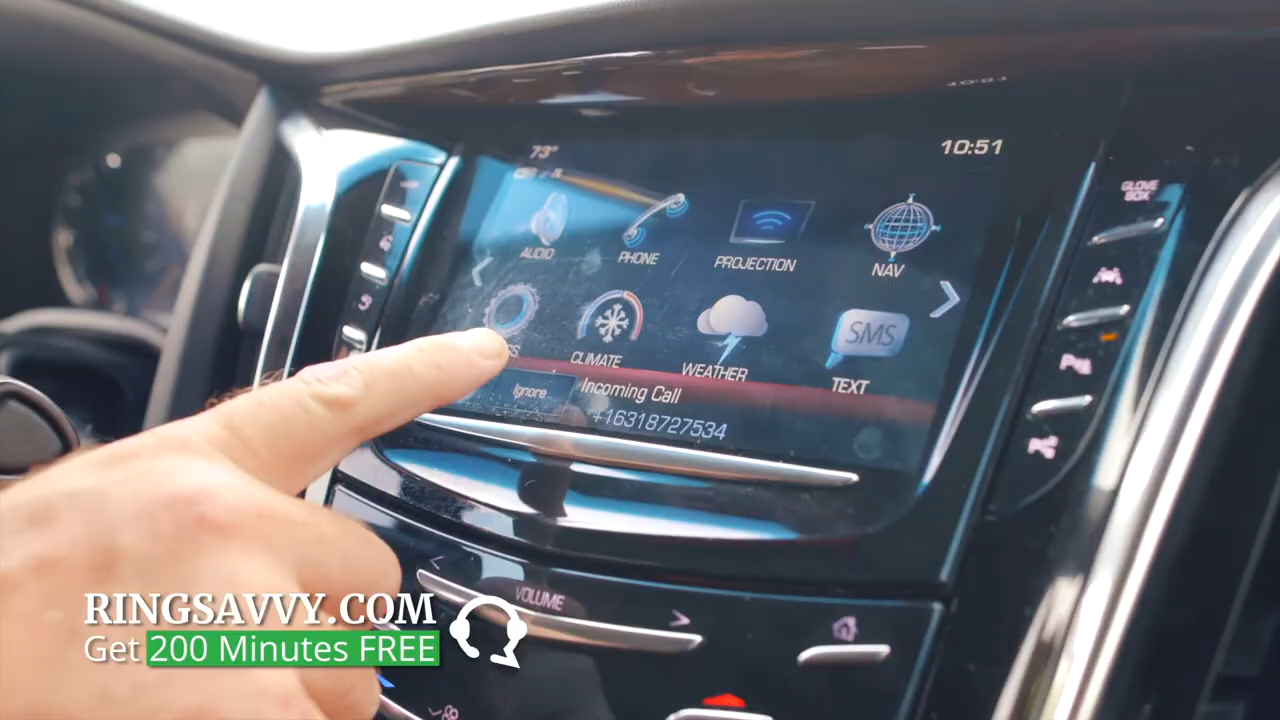 73°
10:51
AUDIO
PHONE
PROJECTION
NAV
CLIMATE
WEATHER
SMS
TEXT
Ignore
Incoming Call
+16318727534
GLOVE
BOX
VOLUME
RINGSAVVY.COM
Get 200 Minutes FREE